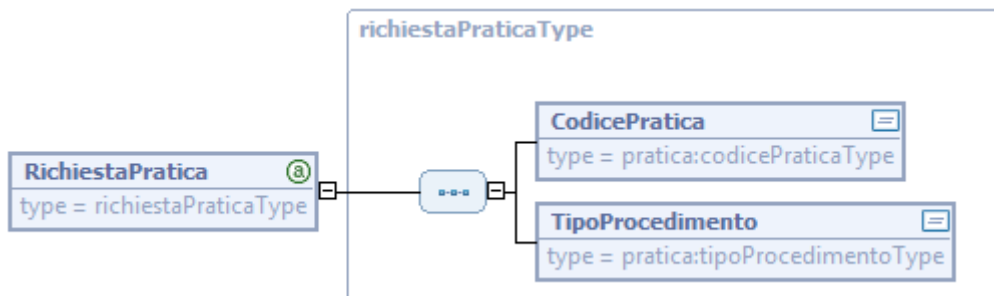 richiestaPraticaType
CodicePratica
type = pratica:codicePraticaType
RichiestaPratica a
type = richiestaPraticaType
TipoProcedimento
type = pratica:tipoProcedimentoType